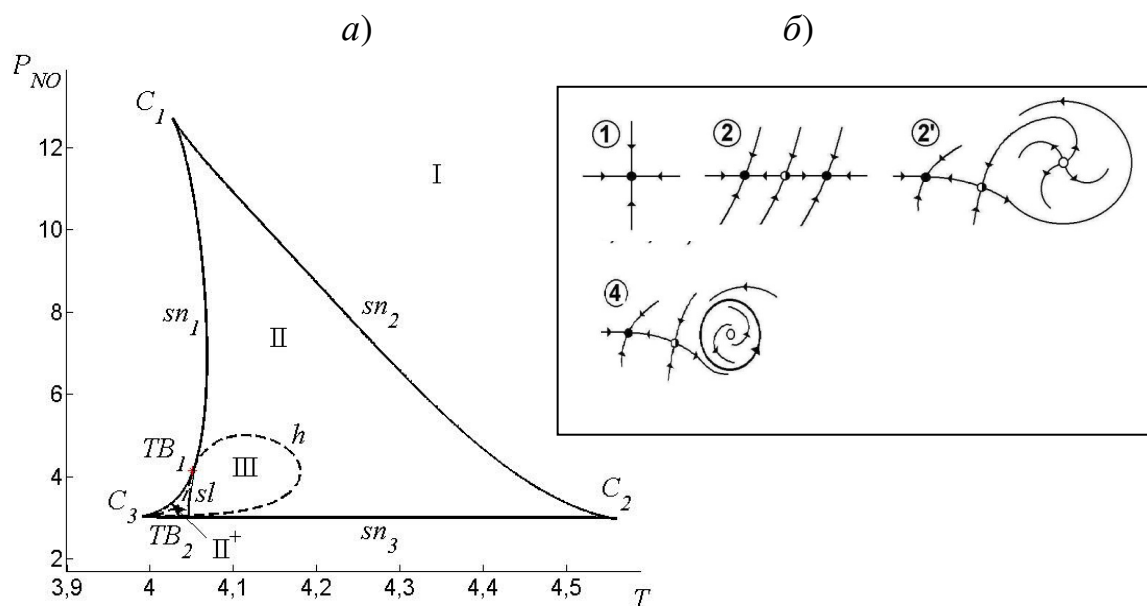 а)
б)
P_NO
C_1
12
10
8
6
4
2
I
sn_1
sn_2
II
TB_1
h
III
sl
C_3
C_2
TB_2
II^+
sn_3
3,9
4
4,1
4,2
4,3
4,4
4,5
T
1
2
2'
4